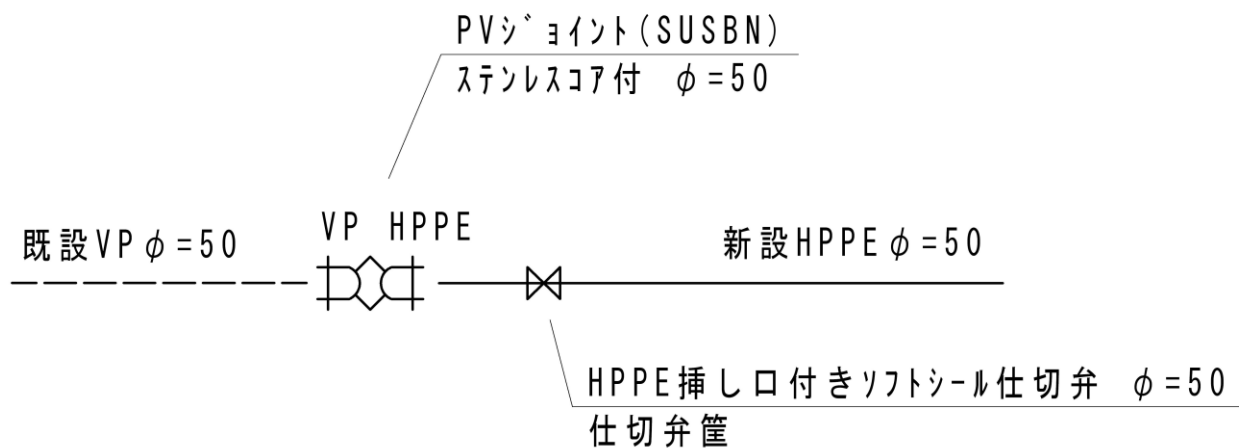 PVｼﾞｮｲﾝﾄ(SUSBN)
ｽﾃﾝﾚｽｺｱ付 φ=50
VP HPPE
既設VPφ=50
新設HPPEφ=50
HPPE挿し口付きｿﾌﾄｼｰﾙ仕切弁 φ=50
仕切弁筐